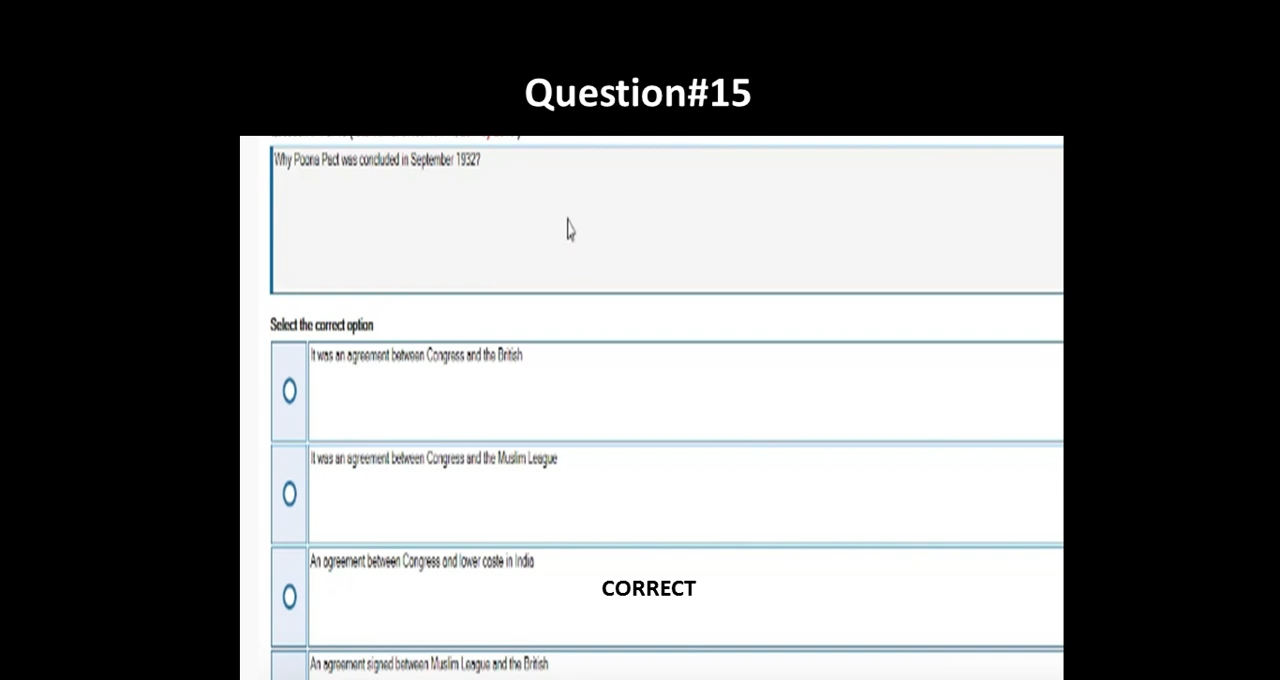 Question#15
Why Poona Pact was concluded in September 1932?
Select the correct option
It was an agreement between Congress and the British
It was an agreement between Congress and the Muslim League
An agreement between Congress and lower caste in India
CORRECT
An agreement signed between Muslim League and the British